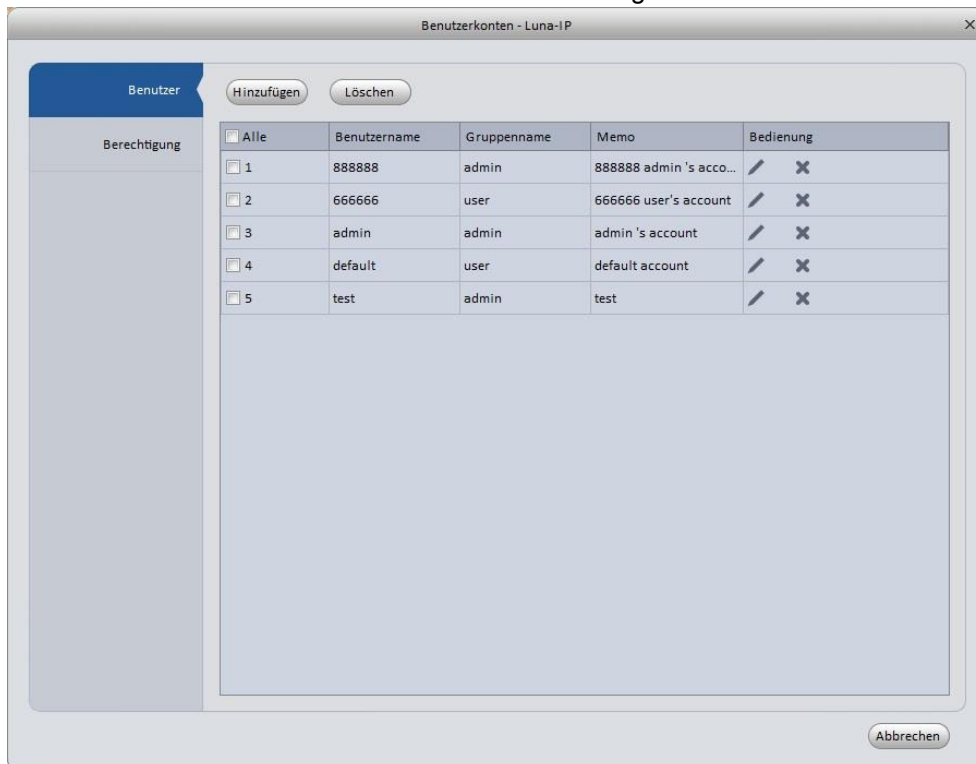 Benutzerkonten - Luna-IP
Benutzer
Berechtigung
Hinzufügen Löschen
Alle Benutzername Gruppenname Memo Bedienung
1 888888 admin 888888 admin 's acco...
2 666666 user 666666 user's account
3 admin admin admin 's account
4 default user default account
5 test admin test
Abbrechen